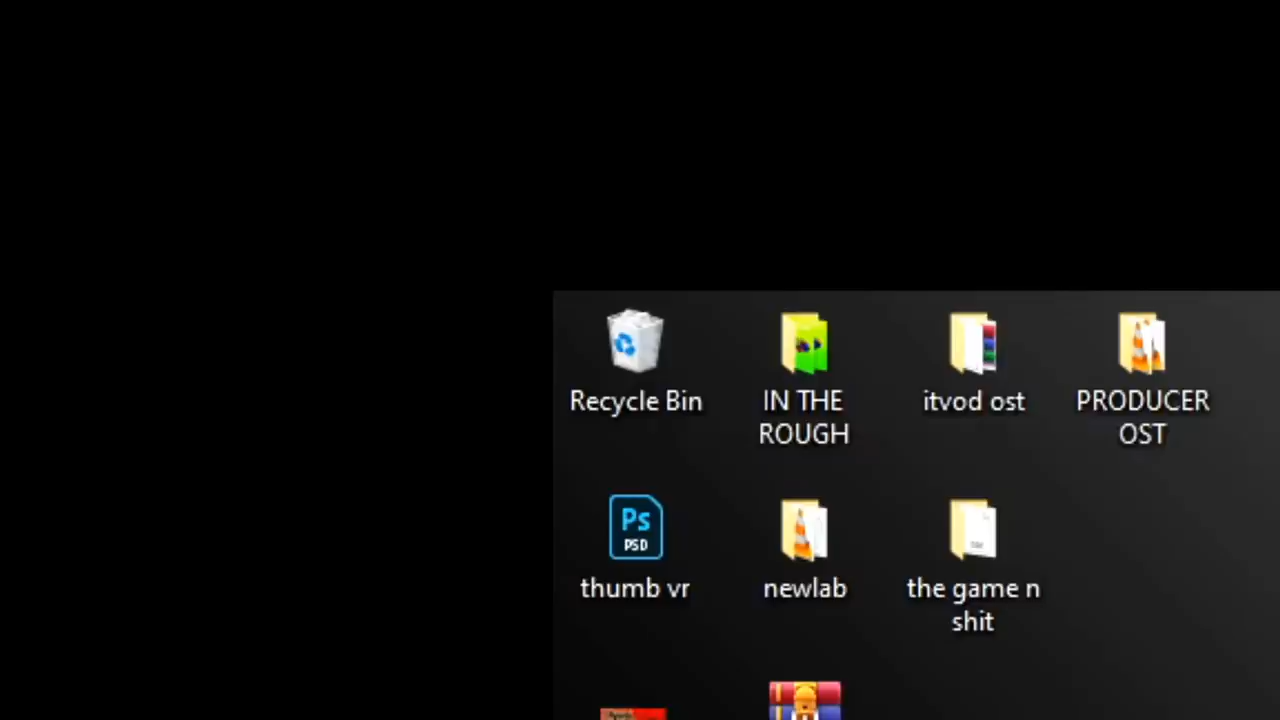 Recycle Bin
IN THE
ROUGH
itvod ost
PRODUCER
OST
Ps
PSD
thumb vr
newlab
the game n
shit